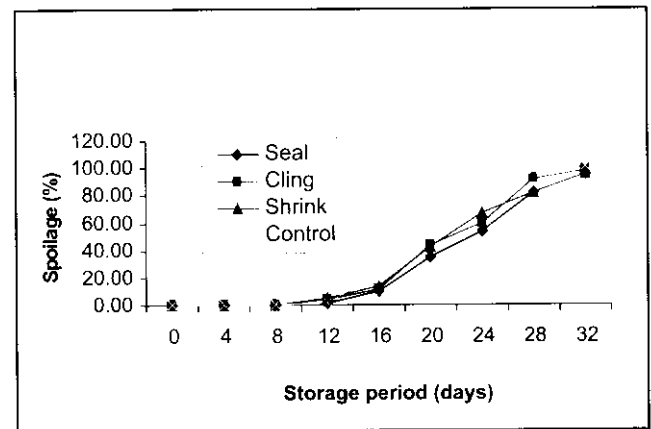 Spoilage (%)
120.00
100.00
80.00
60.00
40.00
20.00
0.00
Seal
Cling
Shrink
Control
0 4 8 12 16 20 24 28 32
Storage period (days)